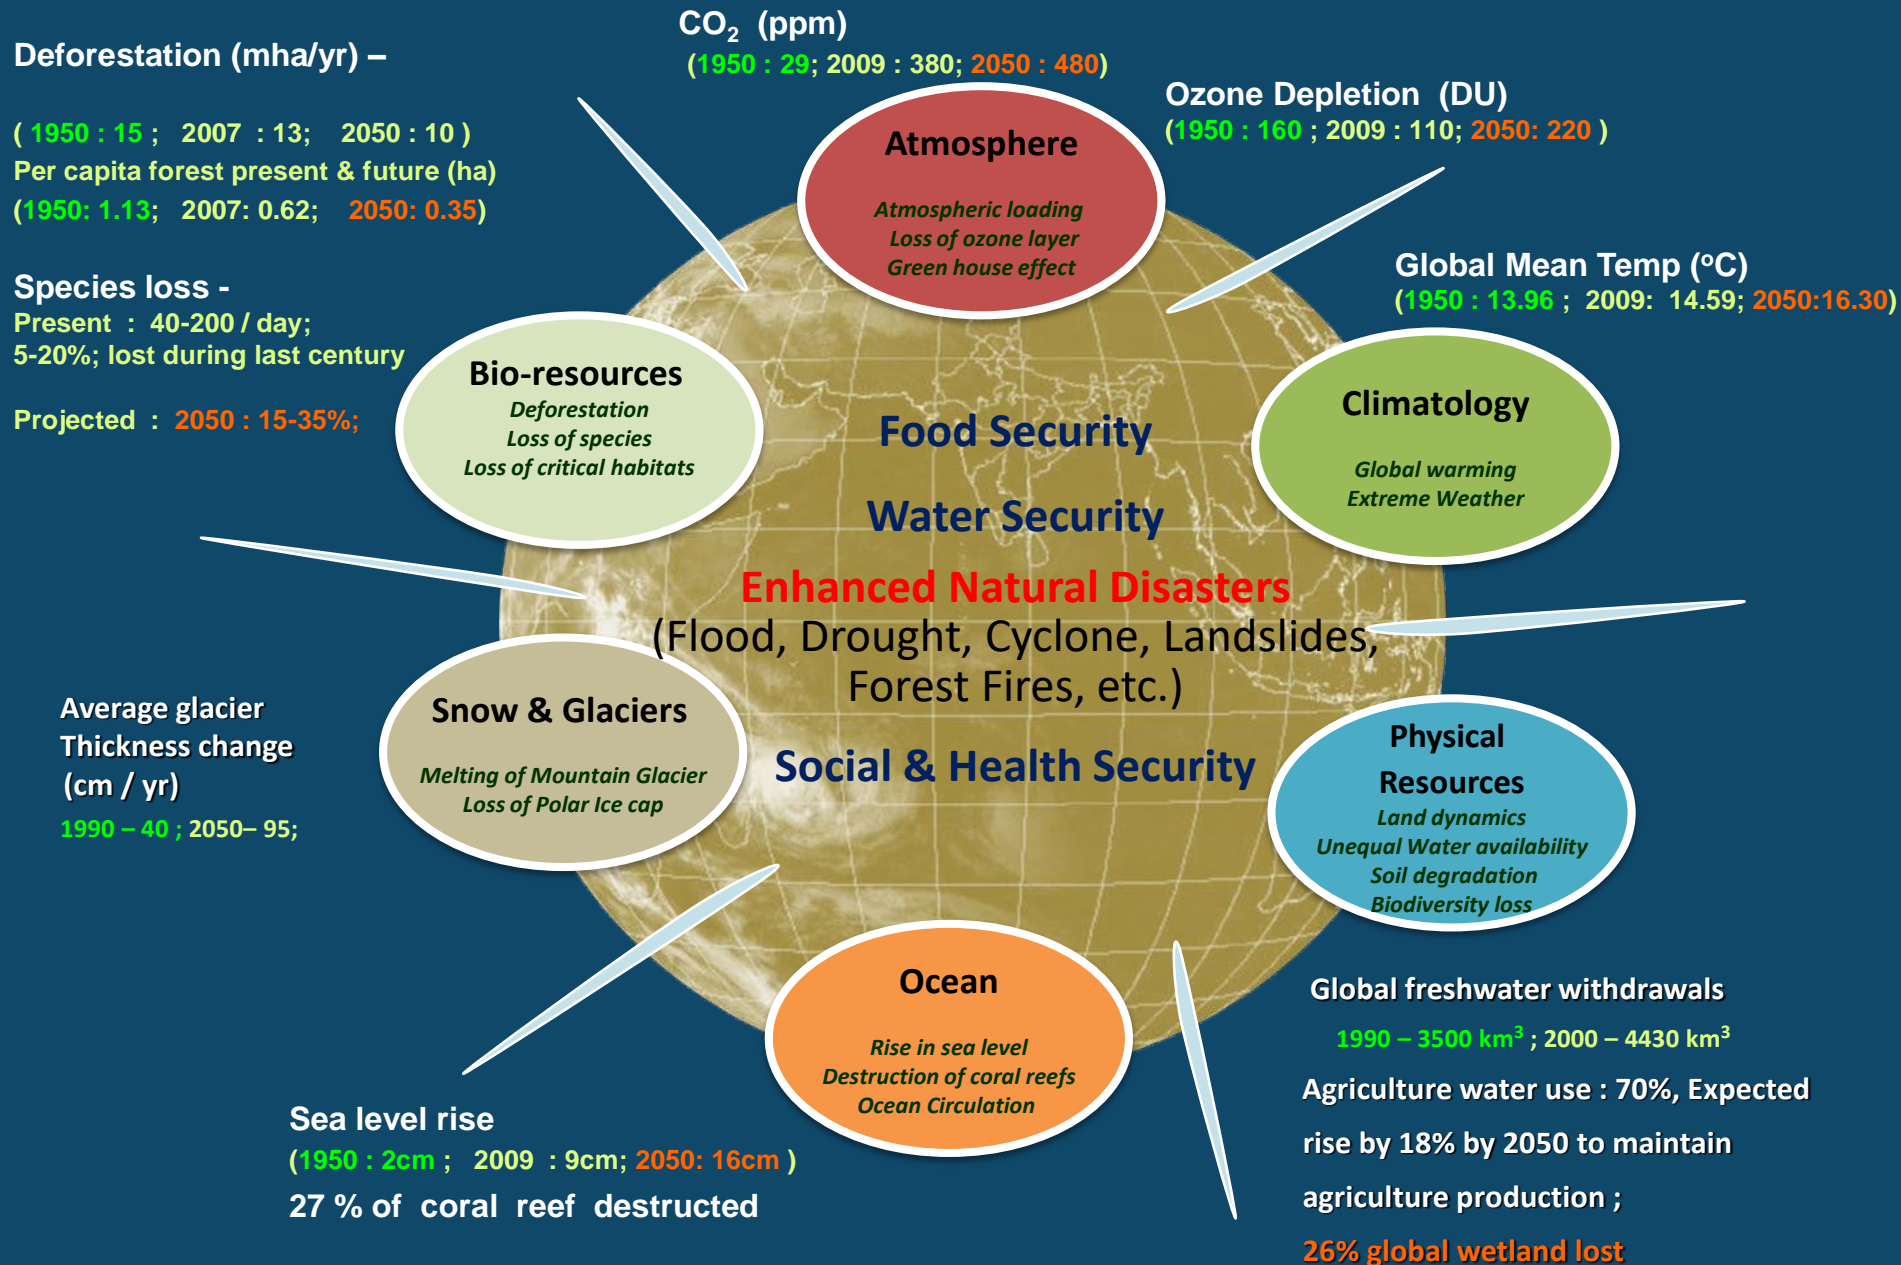 CO₂ (ppm)
(1950 : 29; 2009 : 380; 2050 : 480)
Deforestation (mha/yr) –
( 1950 : 15 ; 2007 : 13; 2050 : 10 )
Per capita forest present & future (ha)
(1950: 1.13; 2007: 0.62; 2050: 0.35)
Species loss -
Present : 40-200 / day;
5-20%; lost during last century
Projected : 2050 : 15-35%;
Ozone Depletion (DU)
(1950 : 160 ; 2009 : 110; 2050: 220 )
Global Mean Temp (ºC)
(1950 : 13.96 ; 2009: 14.59; 2050:16.30)
Atmosphere
Atmospheric loading
Loss of ozone layer
Green house effect
Bio-resources
Deforestation
Loss of species
Loss of critical habitats
Climatology
Global warming
Extreme Weather
Food Security
Water Security
Enhanced Natural Disasters
(Flood, Drought, Cyclone, Landslides,
Forest Fires, etc.)
Social & Health Security
Snow & Glaciers
Melting of Mountain Glacier
Loss of Polar Ice cap
Average glacier
Thickness change
(cm / yr)
1990 – 40 ; 2050– 95;
Physical
Resources
Land dynamics
Unequal Water availability
Soil degradation
Biodiversity loss
Ocean
Rise in sea level
Destruction of coral reefs
Ocean Circulation
Sea level rise
(1950 : 2cm ; 2009 : 9cm; 2050: 16cm )
27 % of coral reef destructed
Global freshwater withdrawals
1990 – 3500 km³ ; 2000 – 4430 km³
Agriculture water use : 70%, Expected
rise by 18% by 2050 to maintain
agriculture production ;
26% global wetland lost